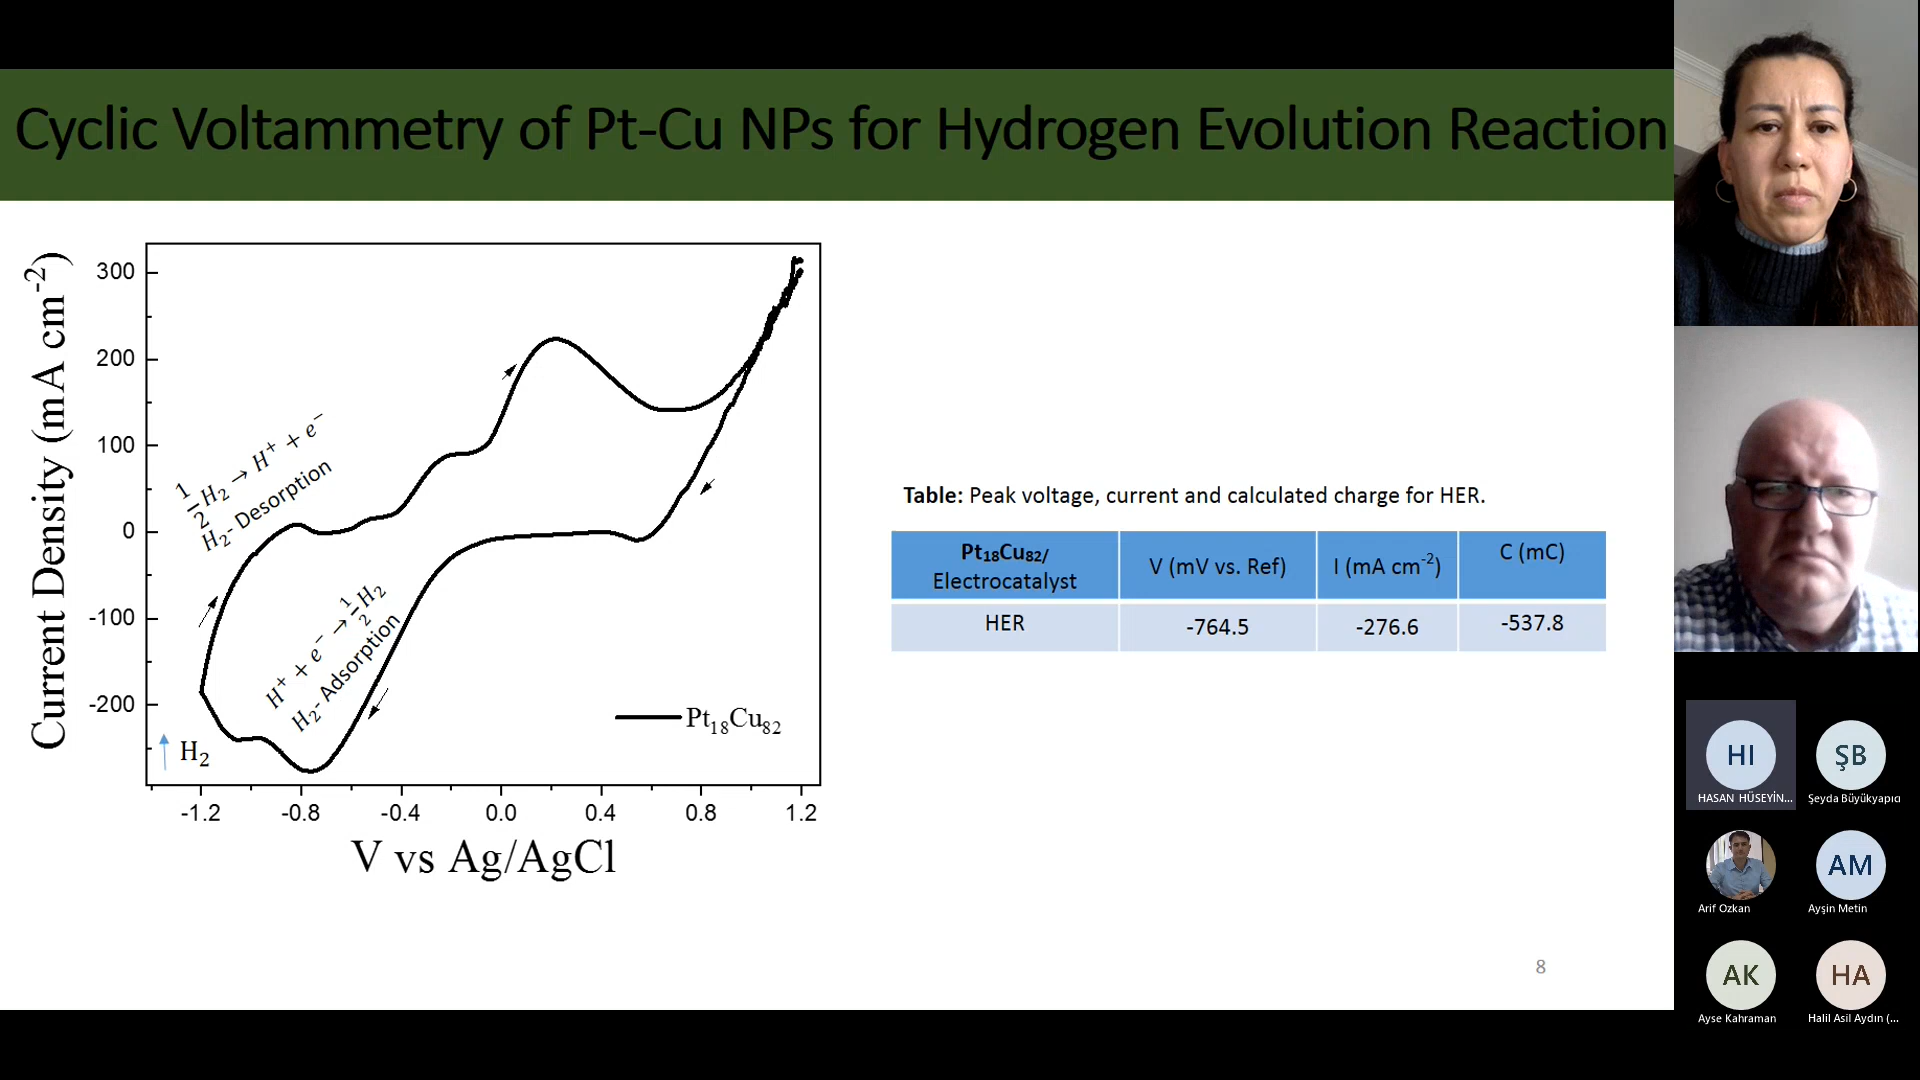 Cyclic Voltammetry of Pt-Cu NPs for Hydrogen Evolution Reaction
Current Density (mA cm-2)
300
200
100
0
-100
-200
-1.2 -0.8 -0.4 0.0 0.4 0.8 1.2
V vs Ag/AgCl
1/2 H2 → H+ + e−
H2- Desorption
H+ + e− → 1/2 H2
H2- Adsorption
H2
Pt18Cu82
Table: Peak voltage, current and calculated charge for HER.
Pt18Cu82/
Electrocatalyst
V (mV vs. Ref)
I (mA cm-2)
C (mC)
HER -764.5 -276.6 -537.8
8
HI
HASAN HÜSEYİN...
ŞB
Şeyda Büyükyapıcı
Arif Ozkan
AM
Ayşin Metin
AK
Ayse Kahraman
HA
Halil Asil Aydın (...